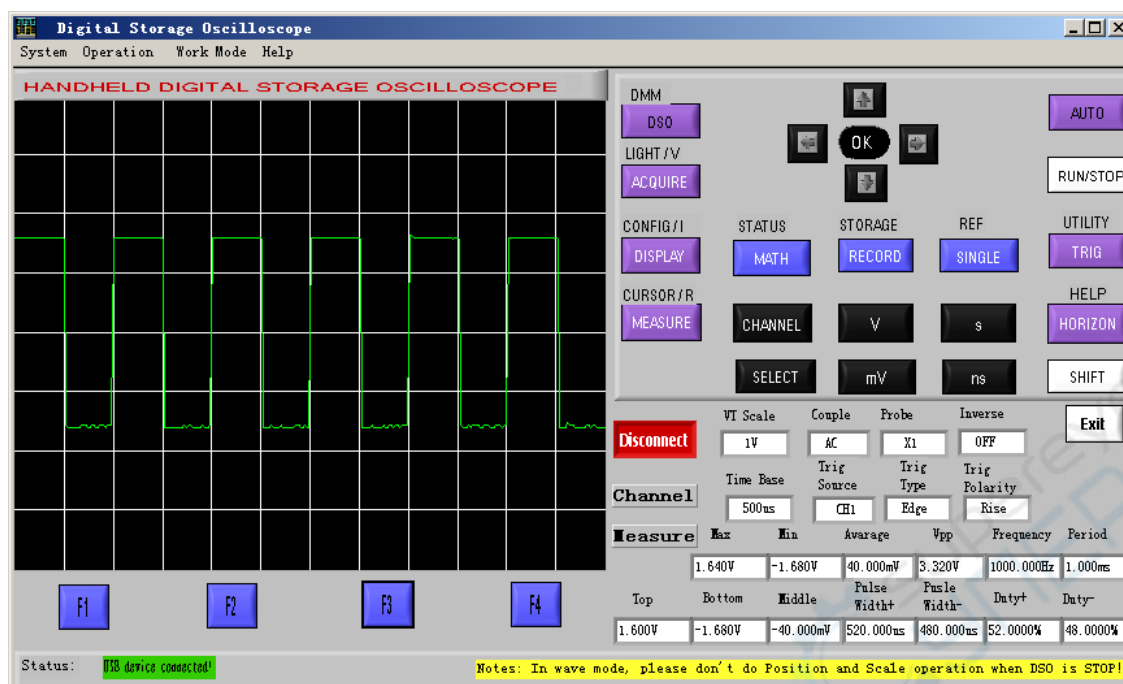 Digital Storage Oscilloscope
System Operation Work Mode Help
HANDHELD DIGITAL STORAGE OSCILLOSCOPE
DMM
DSO
OK
AUTO
LIGHT/V
ACQUIRE
RUN/STOP
CONFIG/I STATUS STORAGE REF UTILITY
DISPLAY MATH RECORD SINGLE TRIG
CURSOR/R HELP
MEASURE CHANNEL V s HORIZON
SELECT mV ns SHIFT
VT Scale Couple Probe Inverse
Disconnect 1V AC X1 OFF Exit
Time Base Trig Source Trig Type Trig Polarity
Channel 500us CH1 Edge Rise
Measure Max Min Avarage Vpp Frequency Period
1.640V -1.680V 40.000mV 3.320V 1000.000Hz 1.000ms
F1 F2 F3 F4
Top Bottom Middle Pulse Width+ Pusle Width- Duty+ Duty-
1.600V -1.680V -40.000mV 520.000us 480.000us 52.0000% 48.0000%
Status: USB device connected!
Notes: In wave mode, please don't do Position and Scale operation when DSO is STOP!